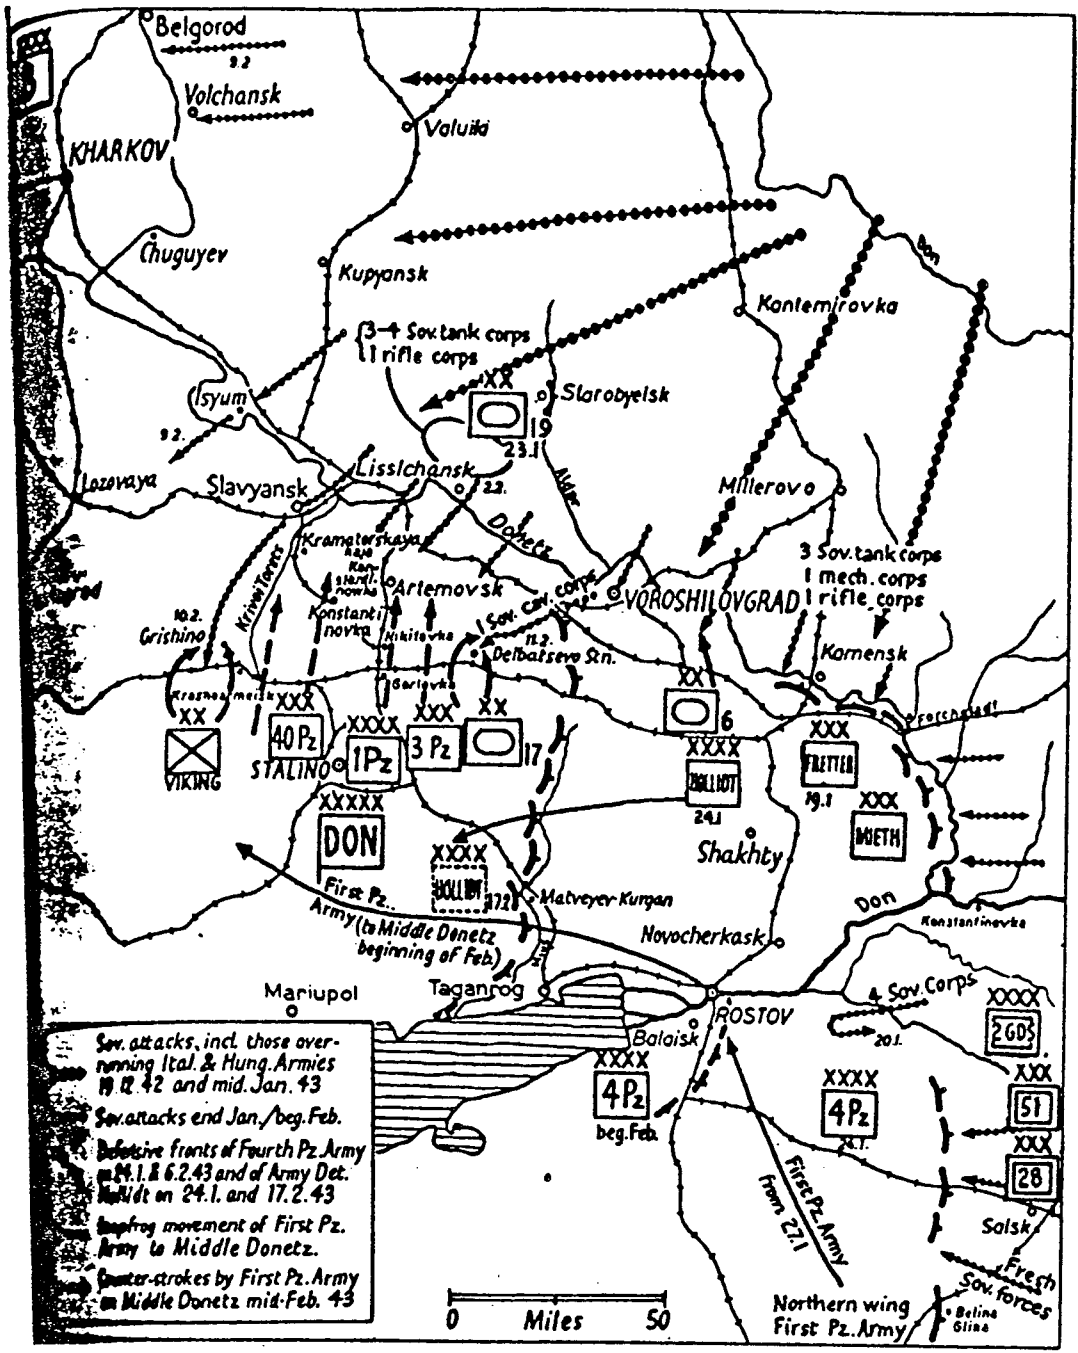 Belgorod
XXX
9.2
Volchansk
Valuiki
KHARKOV
Chuguyev
Kupyansk
Don
Kantemirovka
3-4 Sov. tank corps
1 rifle corps
XX
Isyum
Starobyelsk
19
23.1
9.2.
Lissichansk
Lozovaya
Slavyansk
2.2.
Aidar
Millerovo
Kramatorskaya
Donetz
3 Sov. tank corps
1 mech. corps
1 rifle corps
Krivoi Torets
Artemovsk
1 Sov. cav. corps
VOROSHILOVGRAD
Konstanti
novka
10.2.
Grishino
Nikitovka
Debaltsevo Stn.
Kamensk
Krasnoarmeisk
Gorlovka
Forchstadt
XX
VIKING
XXX
40 Pz
XXXX
1 Pz
XXX
3 Pz
XX
17
XX
6
STALINO
XXXX
HOLLIDT
24.1
XXX
FRETTER
19.1
XXX
MIETH
XXXXX
DON
Shakhty
XXXX
HOLLIDT
17.2
Matveyev-Kurgan
First Pz.
Army (to Middle Donetz
beginning of Feb.)
Don
Konstantinovka
Novocherkask
Mariupol
Taganrog
ROSTOV
4 Sov. Corps
20.1.
XXXX
2GDS
Bataisk
XXXX
4 Pz
beg. Feb.
XXXX
4 Pz
24.1.
XXX
51
XXX
28
Salsk
First Pz. Army
from 27.1
Fresh
Sov. forces
Belina
Glina
Northern wing
First Pz. Army
Sov. attacks, incl. those over-
running Ital. & Hung. Armies
19.12.42 and mid. Jan. 43
Sov. attacks end Jan./beg. Feb.
Defensive fronts of Fourth Pz. Army
on 24.1. & 6.2.43 and of Army Det.
Hollidt on 24.1. and 17.2.43
Leapfrog movement of First Pz.
Army to Middle Donetz.
Counter-strokes by First Pz. Army
on Middle Donetz mid-Feb. 43
0 Miles 50